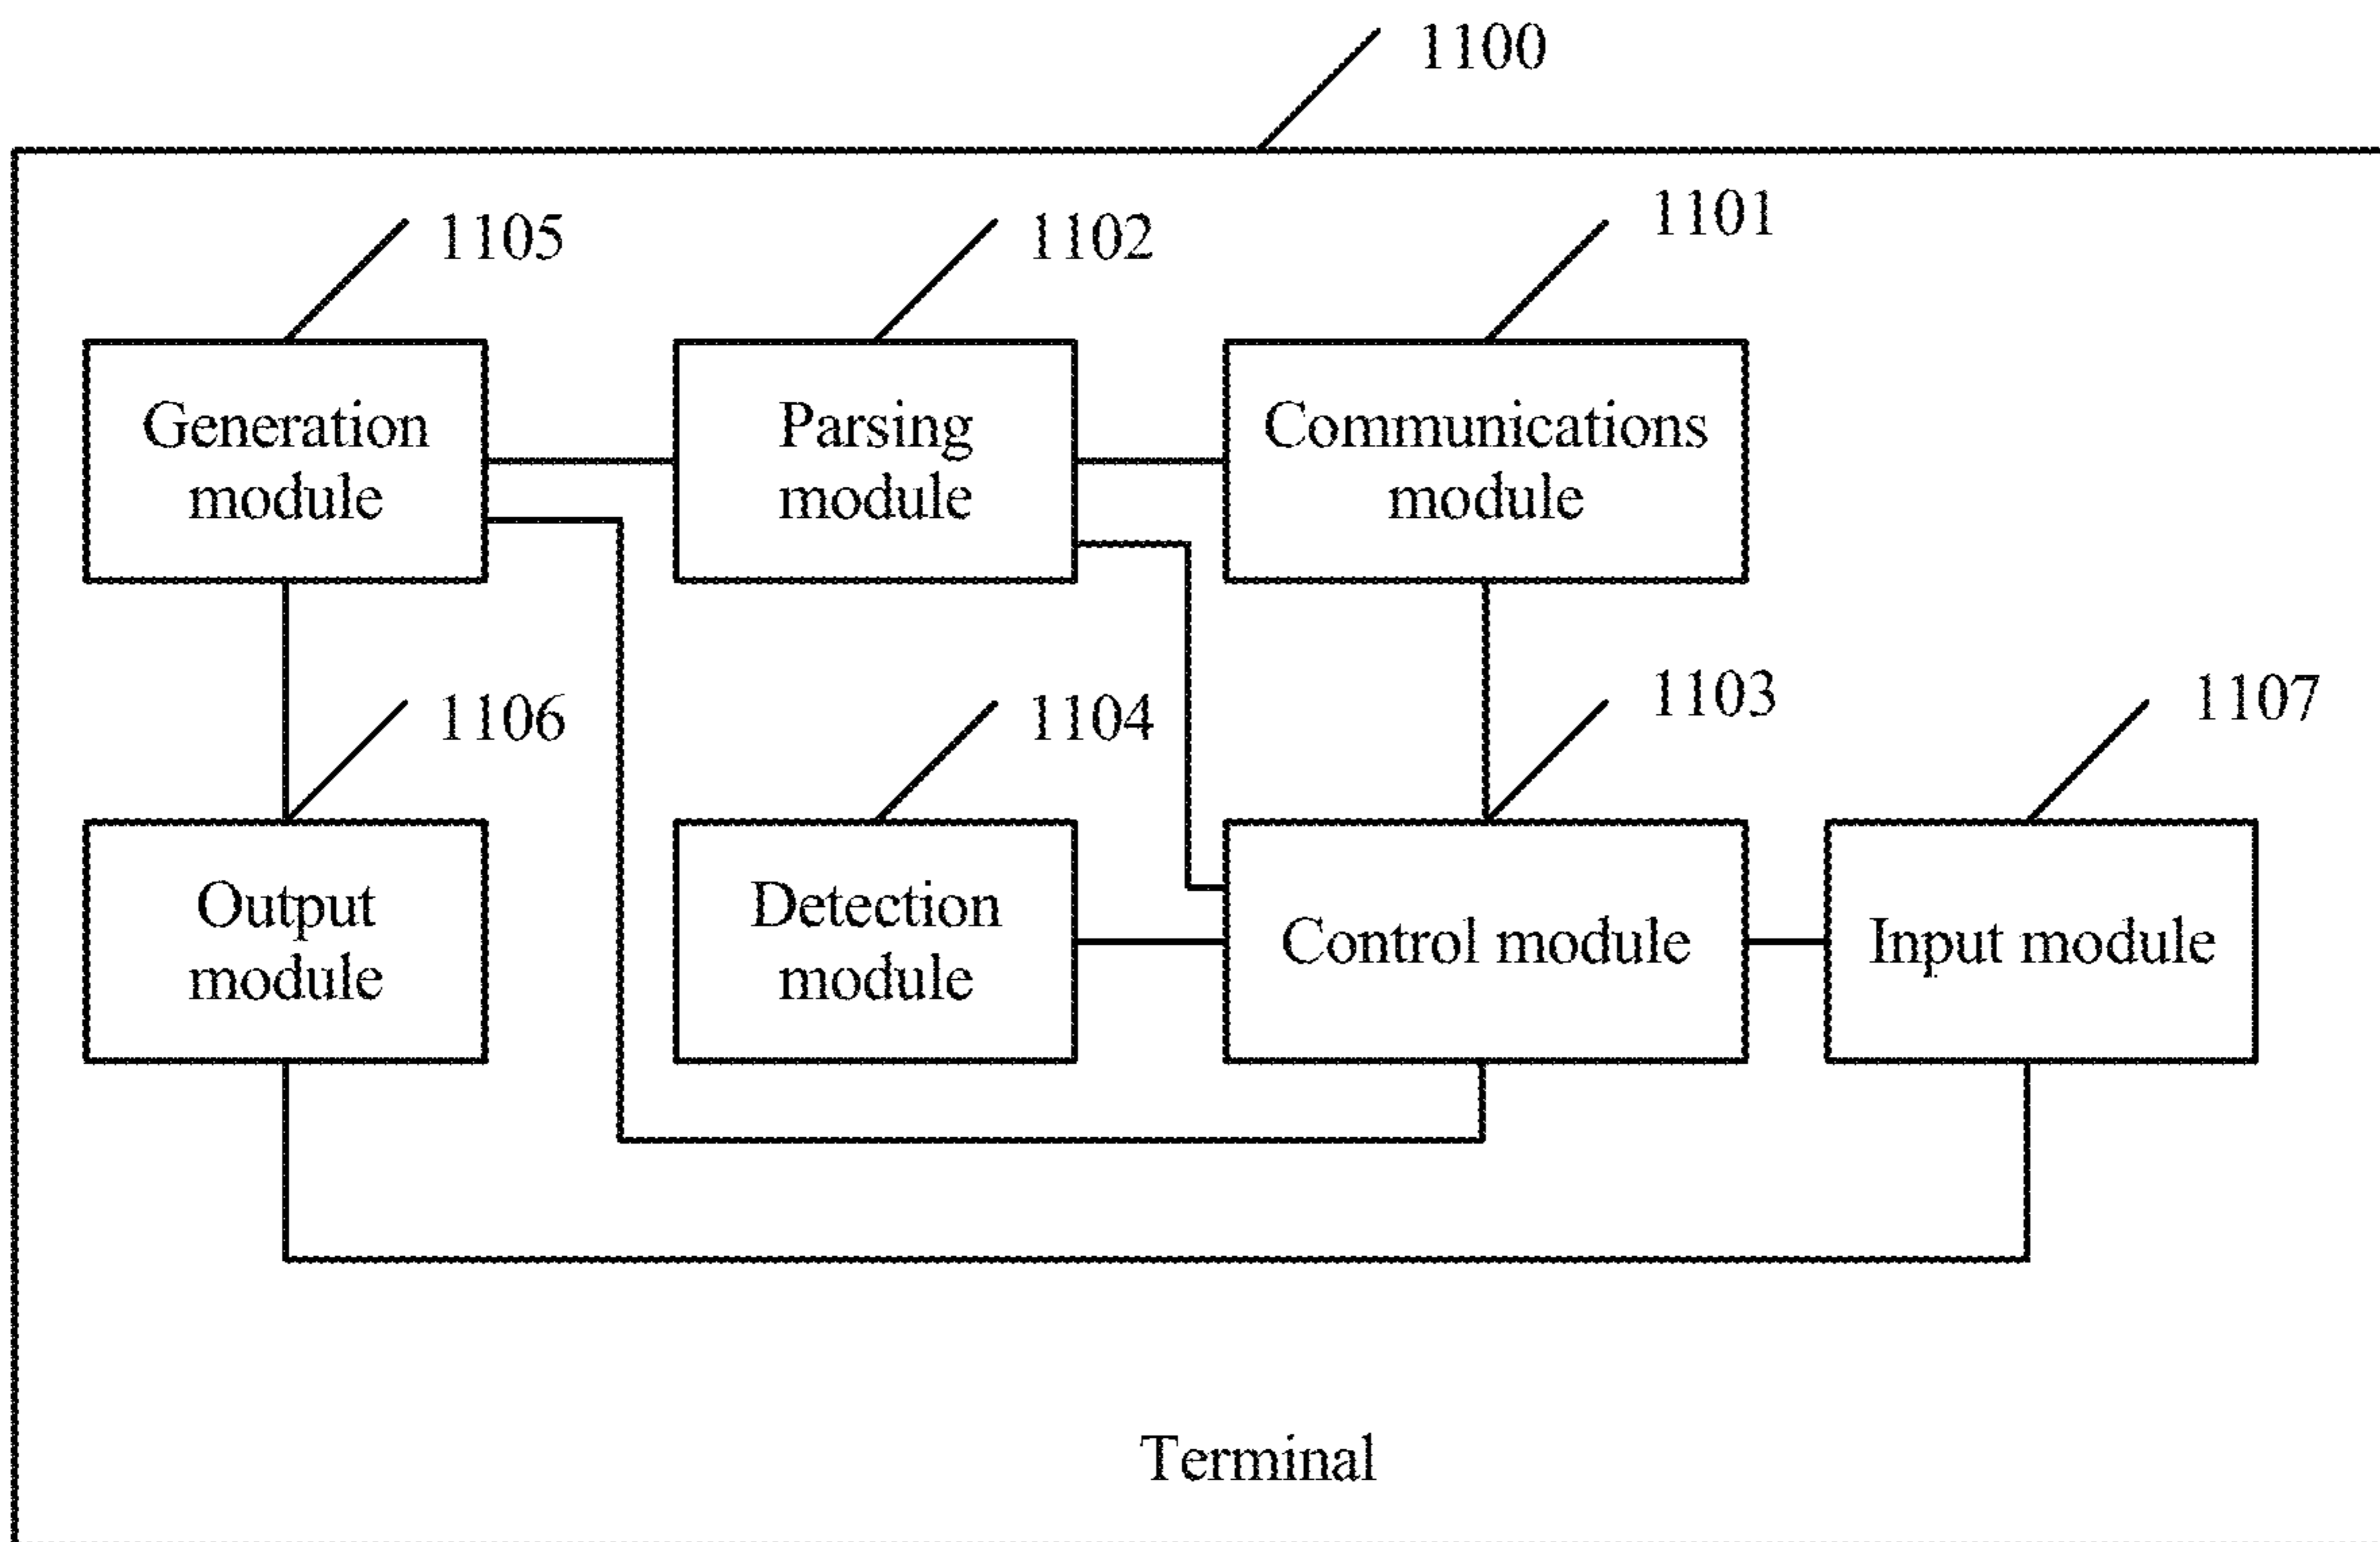 1100
1105
1102
1101
Generation
module
Parsing
module
Communications
module
1106
1104
1103
1107
Output
module
Detection
module
Control module
Input module
Terminal